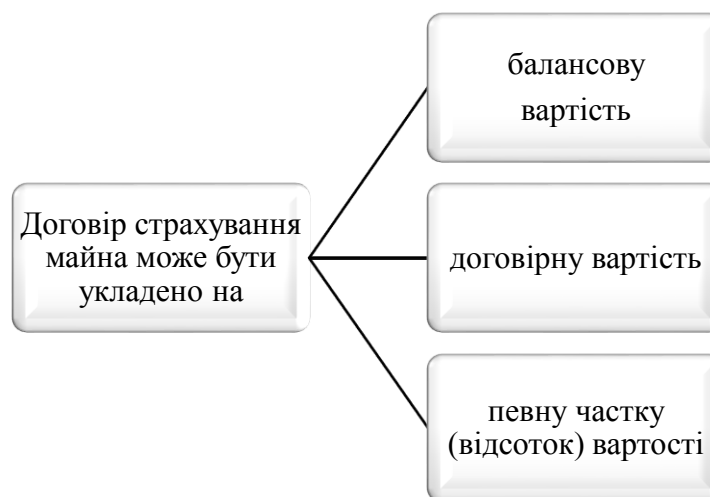 Договір страхування
майна може бути
укладено на
балансову
вартість
договірну вартість
певну частку
(відсоток) вартості